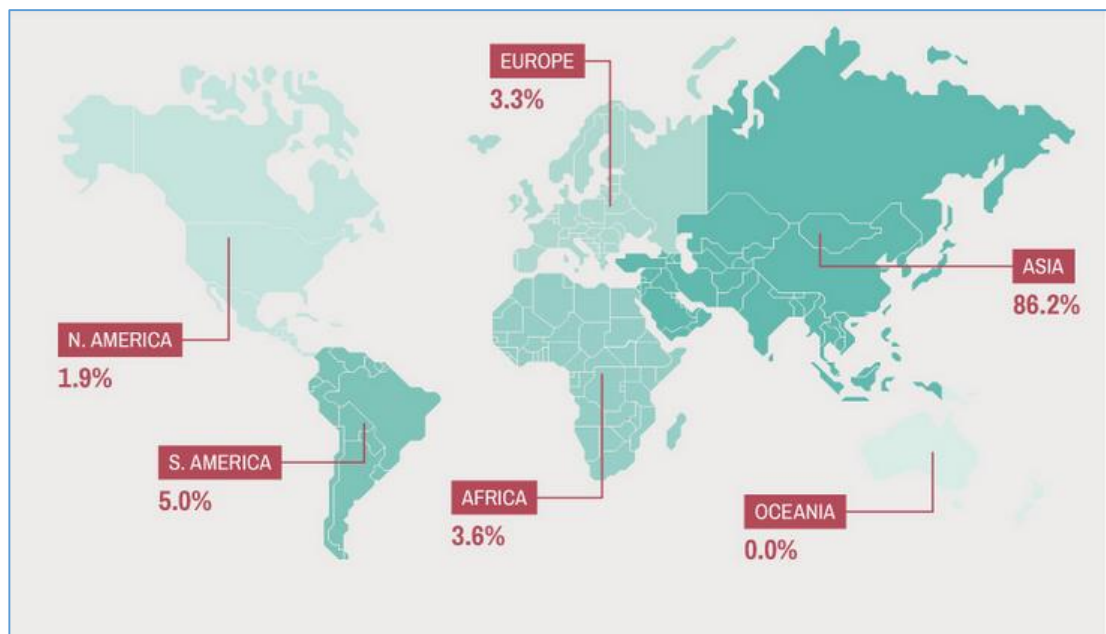 EUROPE
3.3%
ASIA
86.2%
N. AMERICA
1.9%
S. AMERICA
5.0%
AFRICA
3.6%
OCEANIA
0.0%